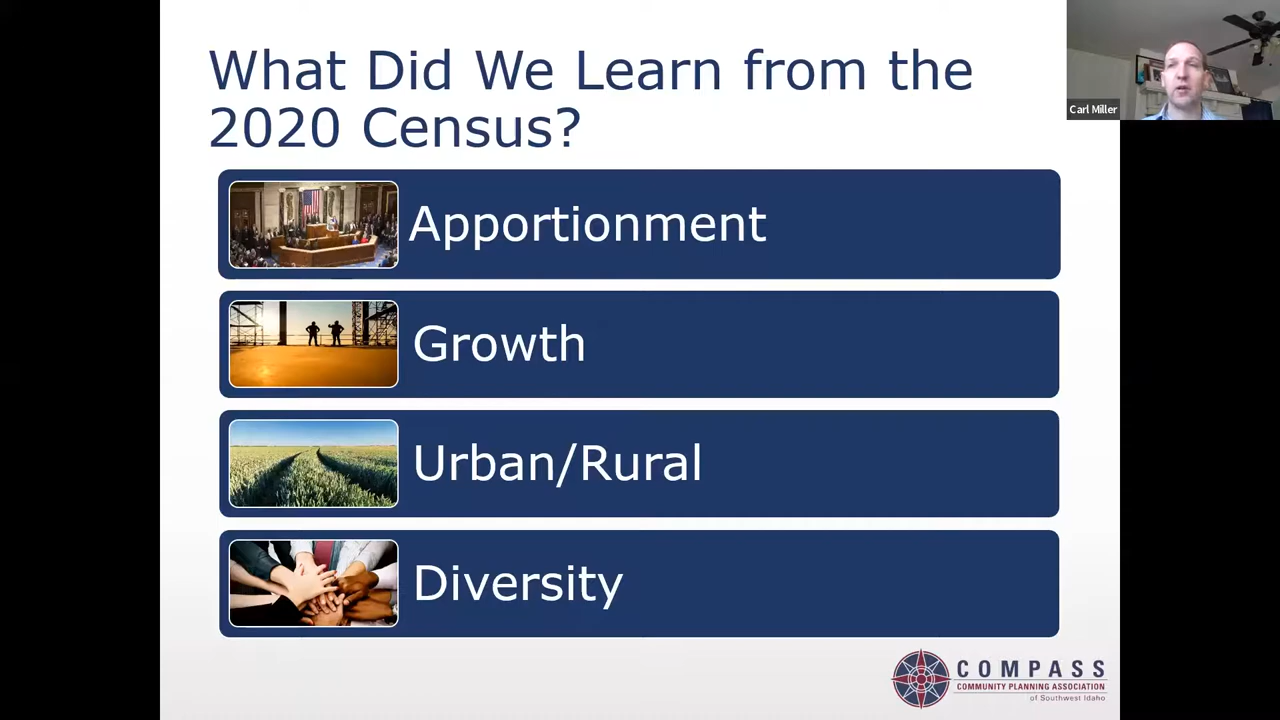 What Did We Learn from the
2020 Census?
Carl Miller
Apportionment
Growth
Urban/Rural
Diversity
COMPASS
COMMUNITY PLANNING ASSOCIATION
of Southwest Idaho